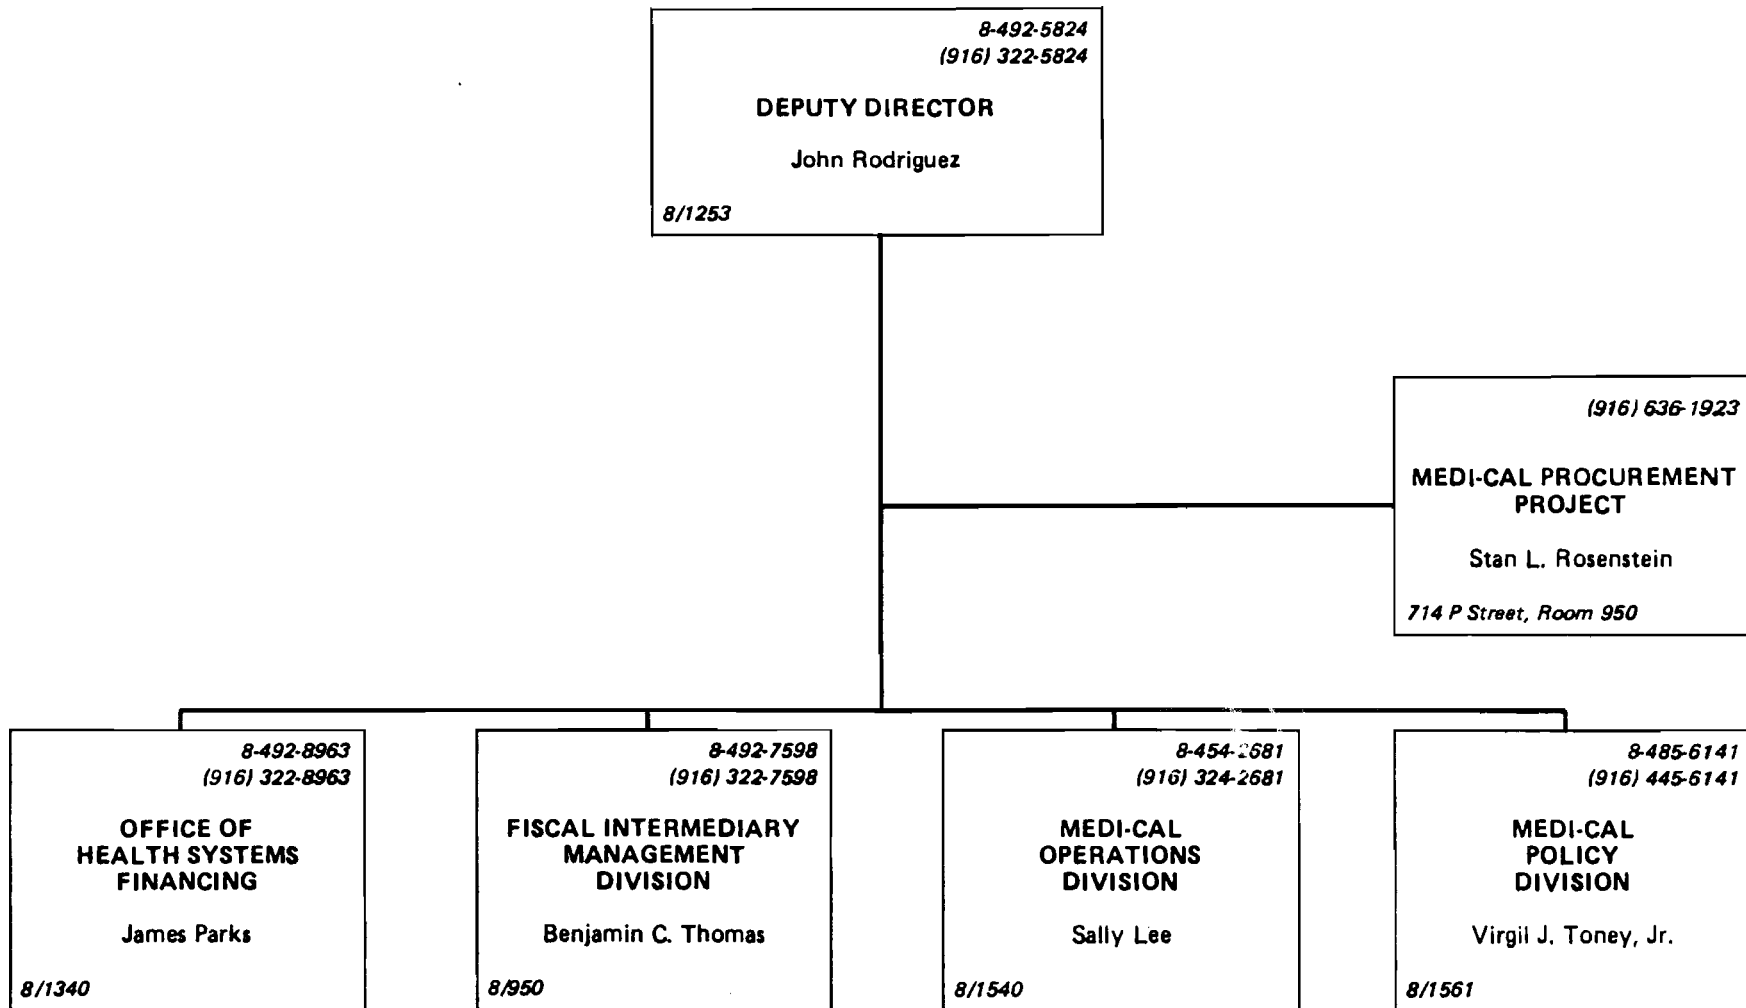 8-492-5824
(916) 322-5824
DEPUTY DIRECTOR
John Rodriguez
8/1253
(916) 636-1923
MEDI-CAL PROCUREMENT
PROJECT
Stan L. Rosenstein
714 P Street, Room 950
8-492-8963
(916) 322-8963
OFFICE OF
HEALTH SYSTEMS
FINANCING
James Parks
8/1340
8-492-7598
(916) 322-7598
FISCAL INTERMEDIARY
MANAGEMENT
DIVISION
Benjamin C. Thomas
8/950
8-454-2681
(916) 324-2681
MEDI-CAL
OPERATIONS
DIVISION
Sally Lee
8/1540
8-485-6141
(916) 445-6141
MEDI-CAL
POLICY
DIVISION
Virgil J. Toney, Jr.
8/1561